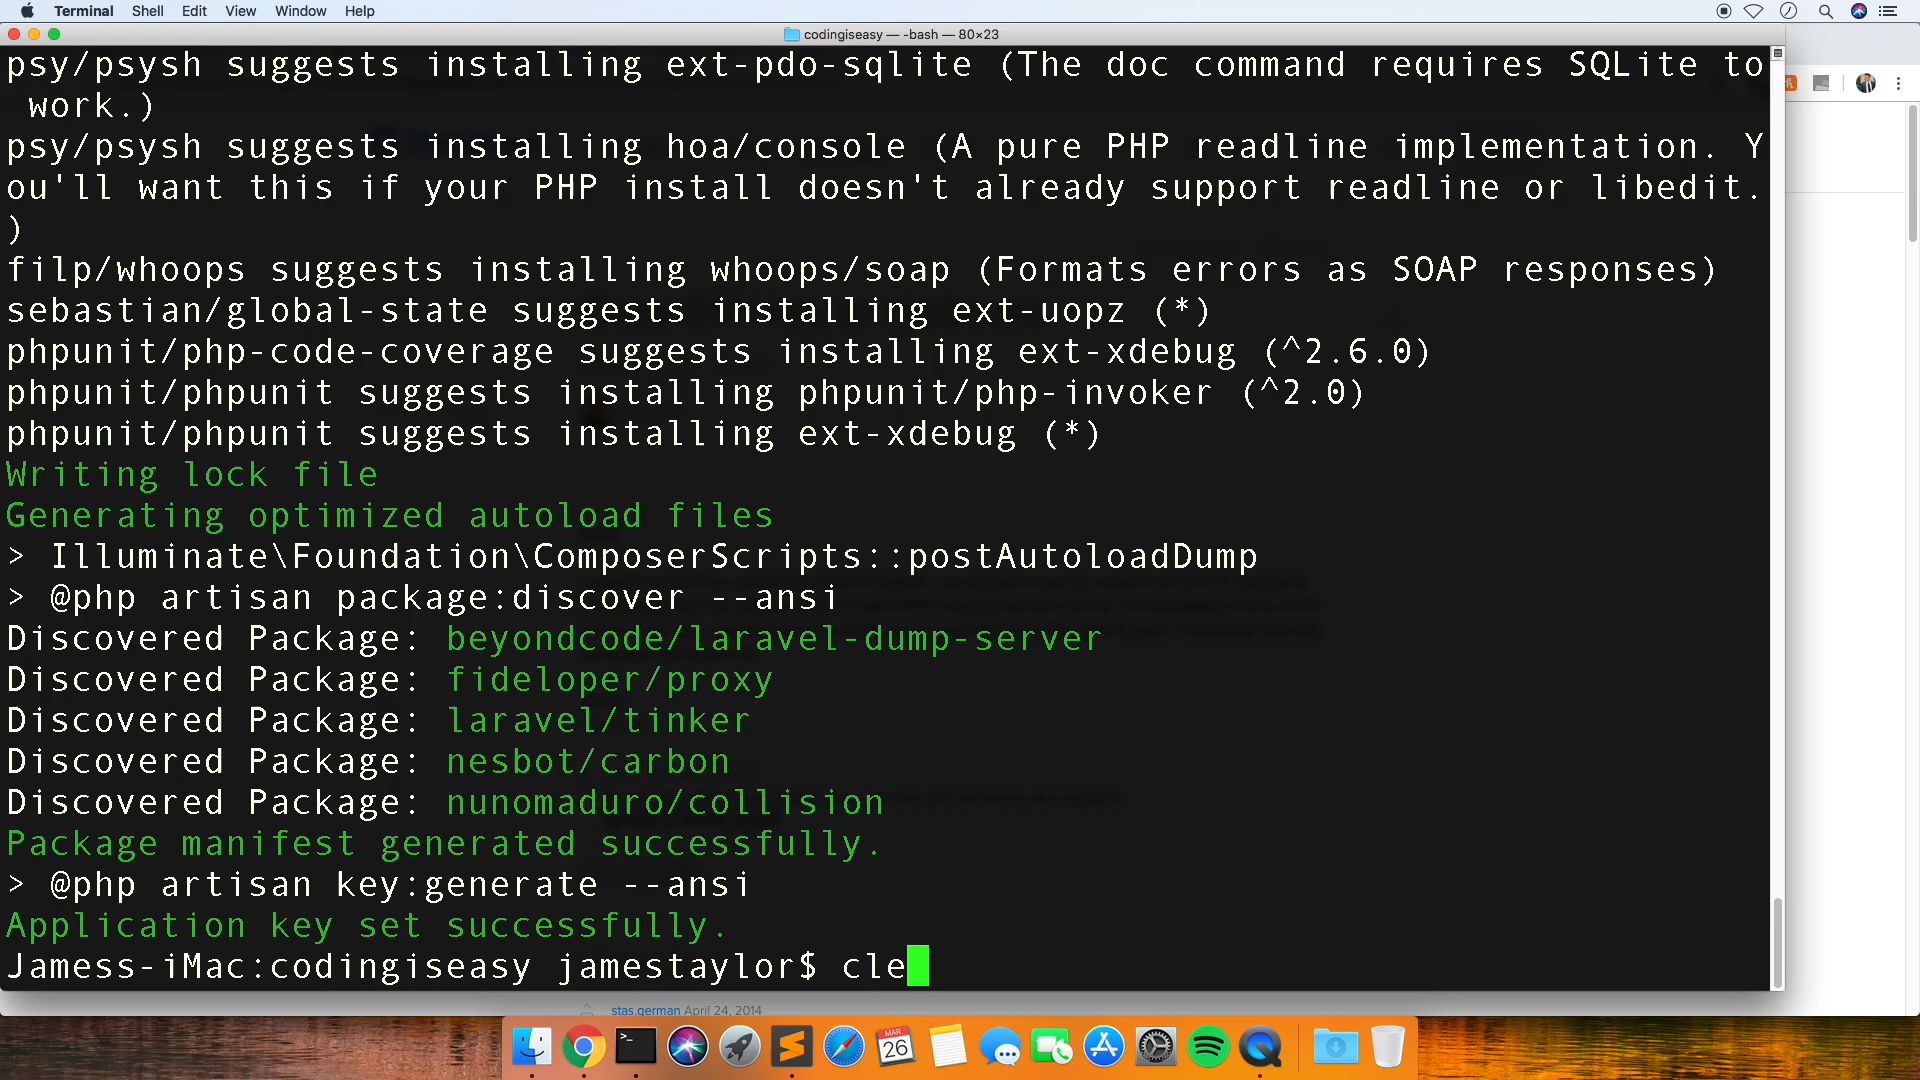 Terminal Shell Edit View Window Help
codingiseasy — -bash — 80×23
psy/psysh suggests installing ext-pdo-sqlite (The doc command requires SQLite to
work.)
psy/psysh suggests installing hoa/console (A pure PHP readline implementation. Y
ou'll want this if your PHP install doesn't already support readline or libedit.
)
filp/whoops suggests installing whoops/soap (Formats errors as SOAP responses)
sebastian/global-state suggests installing ext-uopz (*)
phpunit/php-code-coverage suggests installing ext-xdebug (^2.6.0)
phpunit/phpunit suggests installing phpunit/php-invoker (^2.0)
phpunit/phpunit suggests installing ext-xdebug (*)
Writing lock file
Generating optimized autoload files
> Illuminate\Foundation\ComposerScripts::postAutoloadDump
> @php artisan package:discover --ansi
Discovered Package: beyondcode/laravel-dump-server
Discovered Package: fideloper/proxy
Discovered Package: laravel/tinker
Discovered Package: nesbot/carbon
Discovered Package: nunomaduro/collision
Package manifest generated successfully.
> @php artisan key:generate --ansi
Application key set successfully.
Jamess-iMac:codingiseasy jamestaylor$ cle
stas.german April 24, 2014
MAR
26